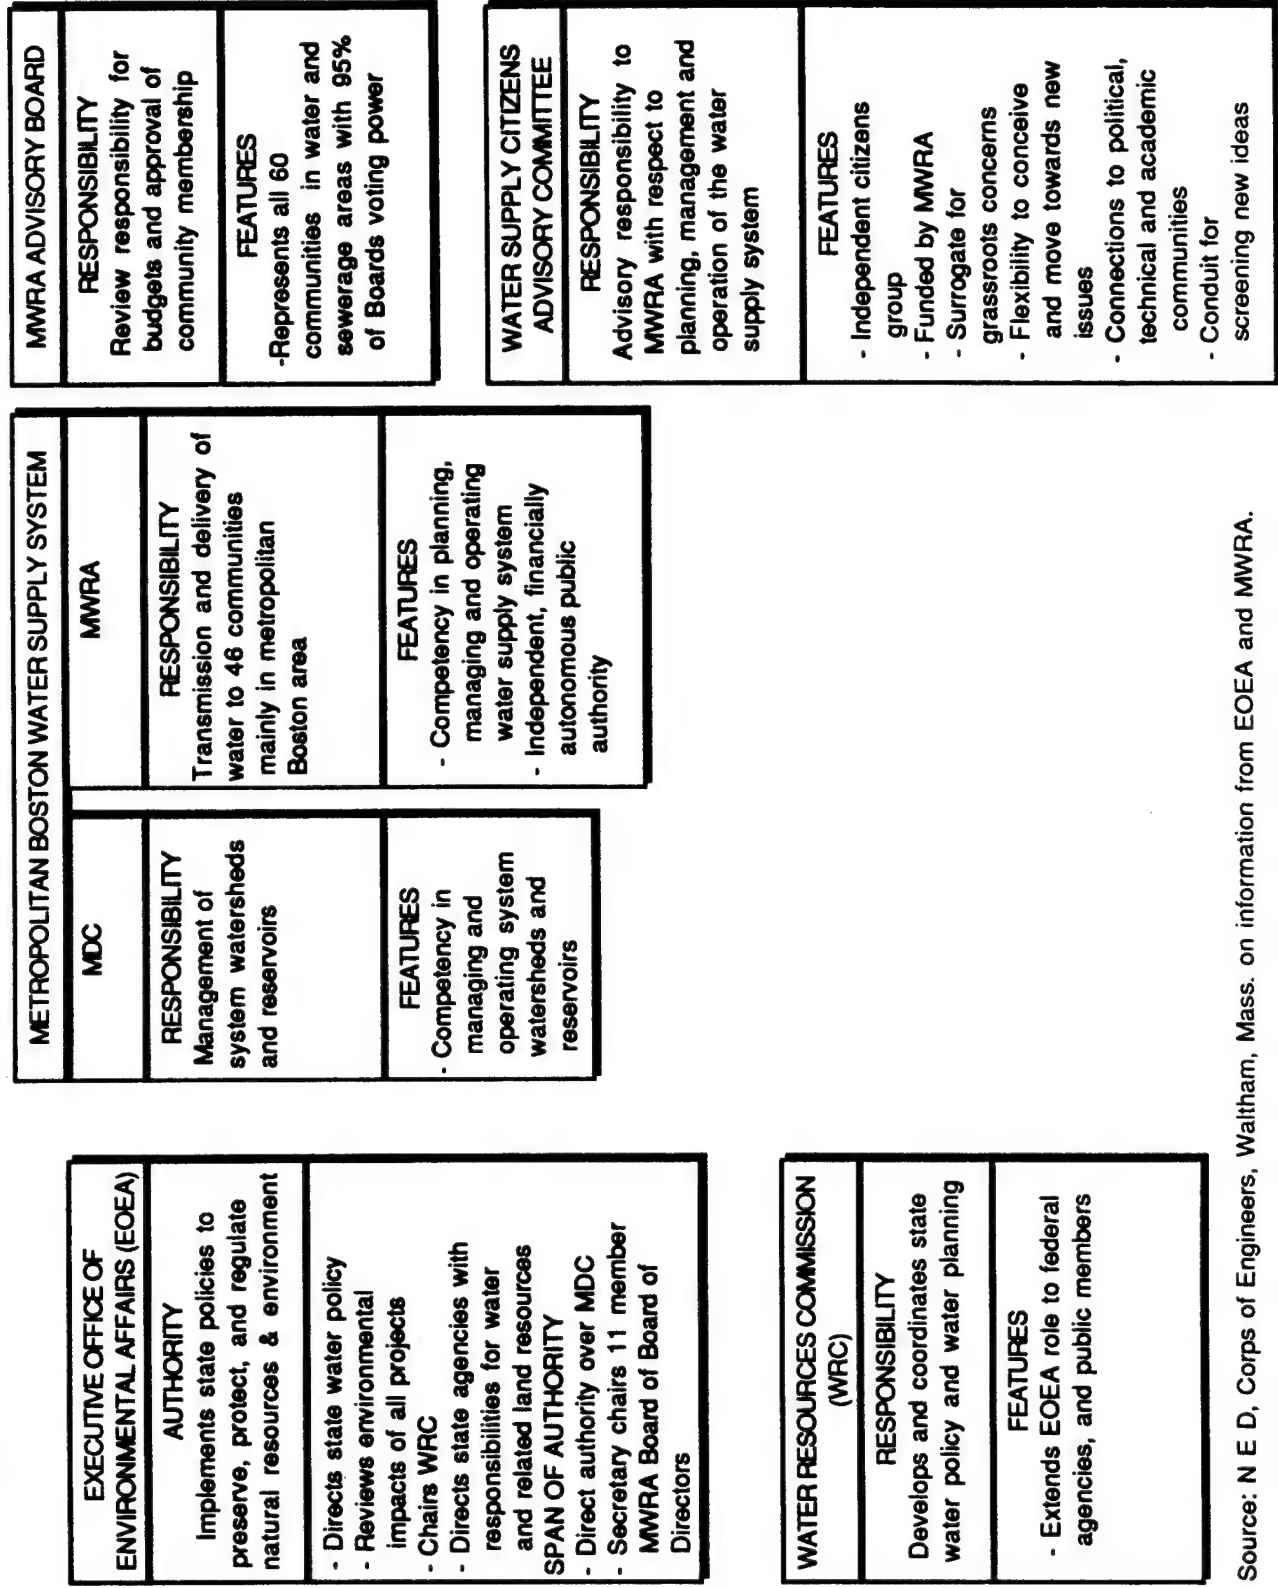 EXECUTIVE OFFICE OF
ENVIRONMENTAL AFFAIRS (EOEA)
AUTHORITY
Implements state policies to
preserve, protect, and regulate
natural resources & environment
- Directs state water policy
- Reviews environmental
impacts of all projects
- Chairs WRC
- Directs state agencies with
responsibilities for water
and related land resources
SPAN OF AUTHORITY
- Direct authority over MDC
- Secretary chairs 11 member
MWRA Board of Board of
Directors
WATER RESOURCES COMMISSION
(WRC)
RESPONSIBILITY
Develops and coordinates state
water policy and water planning
FEATURES
- Extends EOEA role to federal
agencies, and public members
METROPOLITAN BOSTON WATER SUPPLY SYSTEM
MDC
RESPONSIBILITY
Management of
system watersheds
and reservoirs
FEATURES
- Competency in
managing and
operating system
watersheds and
reservoirs
MWRA
RESPONSIBILITY
Transmission and delivery of
water to 46 communities
mainly in metropolitan
Boston area
FEATURES
- Competency in planning,
managing and operating
water supply system
- Independent, financially
autonomous public
authority
MWRA ADVISORY BOARD
RESPONSIBILITY
Review responsibility for
budgets and approval of
community membership
FEATURES
-Represents all 60
communities in water and
sewerage areas with 95%
of Boards voting power
WATER SUPPLY CITIZENS
ADVISORY COMMITTEE
RESPONSIBILITY
Advisory responsibility to
MWRA with respect to
planning, management and
operation of the water
supply system
FEATURES
- Independent citizens
group
- Funded by MWRA
- Surrogate for
grassroots concerns
- Flexibility to conceive
and move towards new
issues
- Connections to political,
technical and academic
communities
- Conduit for
screening new ideas
Source: N E D, Corps of Engineers, Waltham, Mass. on information from EOEA and MWRA.